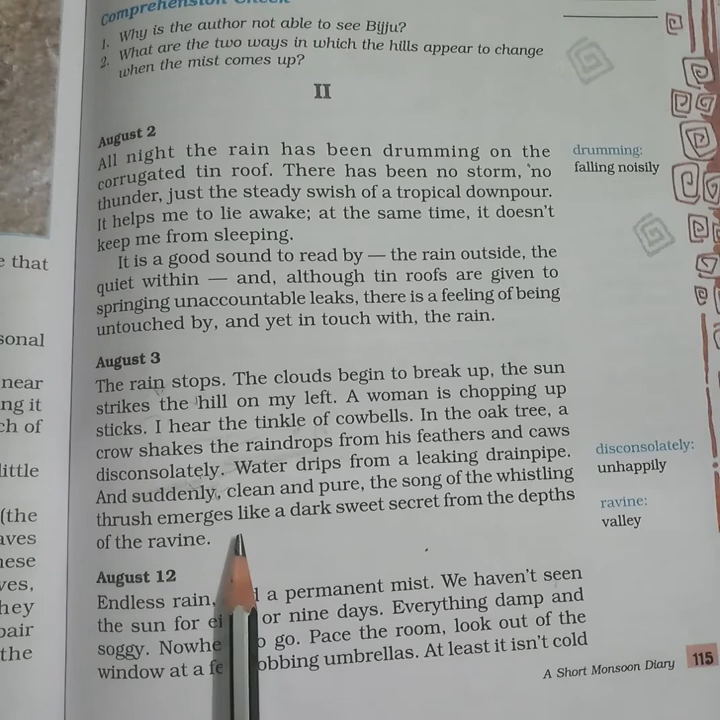 Comprehension Check
1. Why is the author not able to see Bijju?
2. What are the two ways in which the hills appear to change
when the mist comes up?
II
August 2
All night the rain has been drumming on the
corrugated tin roof. There has been no storm, no
thunder, just the steady swish of a tropical downpour.
It helps me to lie awake; at the same time, it doesn't
keep me from sleeping.
It is a good sound to read by — the rain outside, the
quiet within — and, although tin roofs are given to
springing unaccountable leaks, there is a feeling of being
untouched by, and yet in touch with, the rain.
August 3
The rain stops. The clouds begin to break up, the sun
strikes the hill on my left. A woman is chopping up
sticks. I hear the tinkle of cowbells. In the oak tree, a
crow shakes the raindrops from his feathers and caws
disconsolately. Water drips from a leaking drainpipe.
And suddenly, clean and pure, the song of the whistling
thrush emerges like a dark sweet secret from the depths
of the ravine.
August 12
Endless rain, a permanent mist. We haven't seen
the sun for or nine days. Everything damp and
soggy. go. Pace the room, look out of the
window at a umbrellas. At least it isn't cold
drumming:
falling noisily
disconsolately:
unhappily
ravine:
valley
A Short Monsoon Diary 115
e that
sonal
near
ng it
ch of
little
(the
aves
hese
ves,
they
pair
the